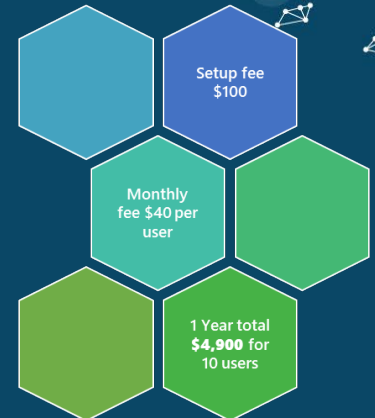 Setup fee
$100
Monthly
fee $40 per
user
1 Year total
$4,900 for
10 users